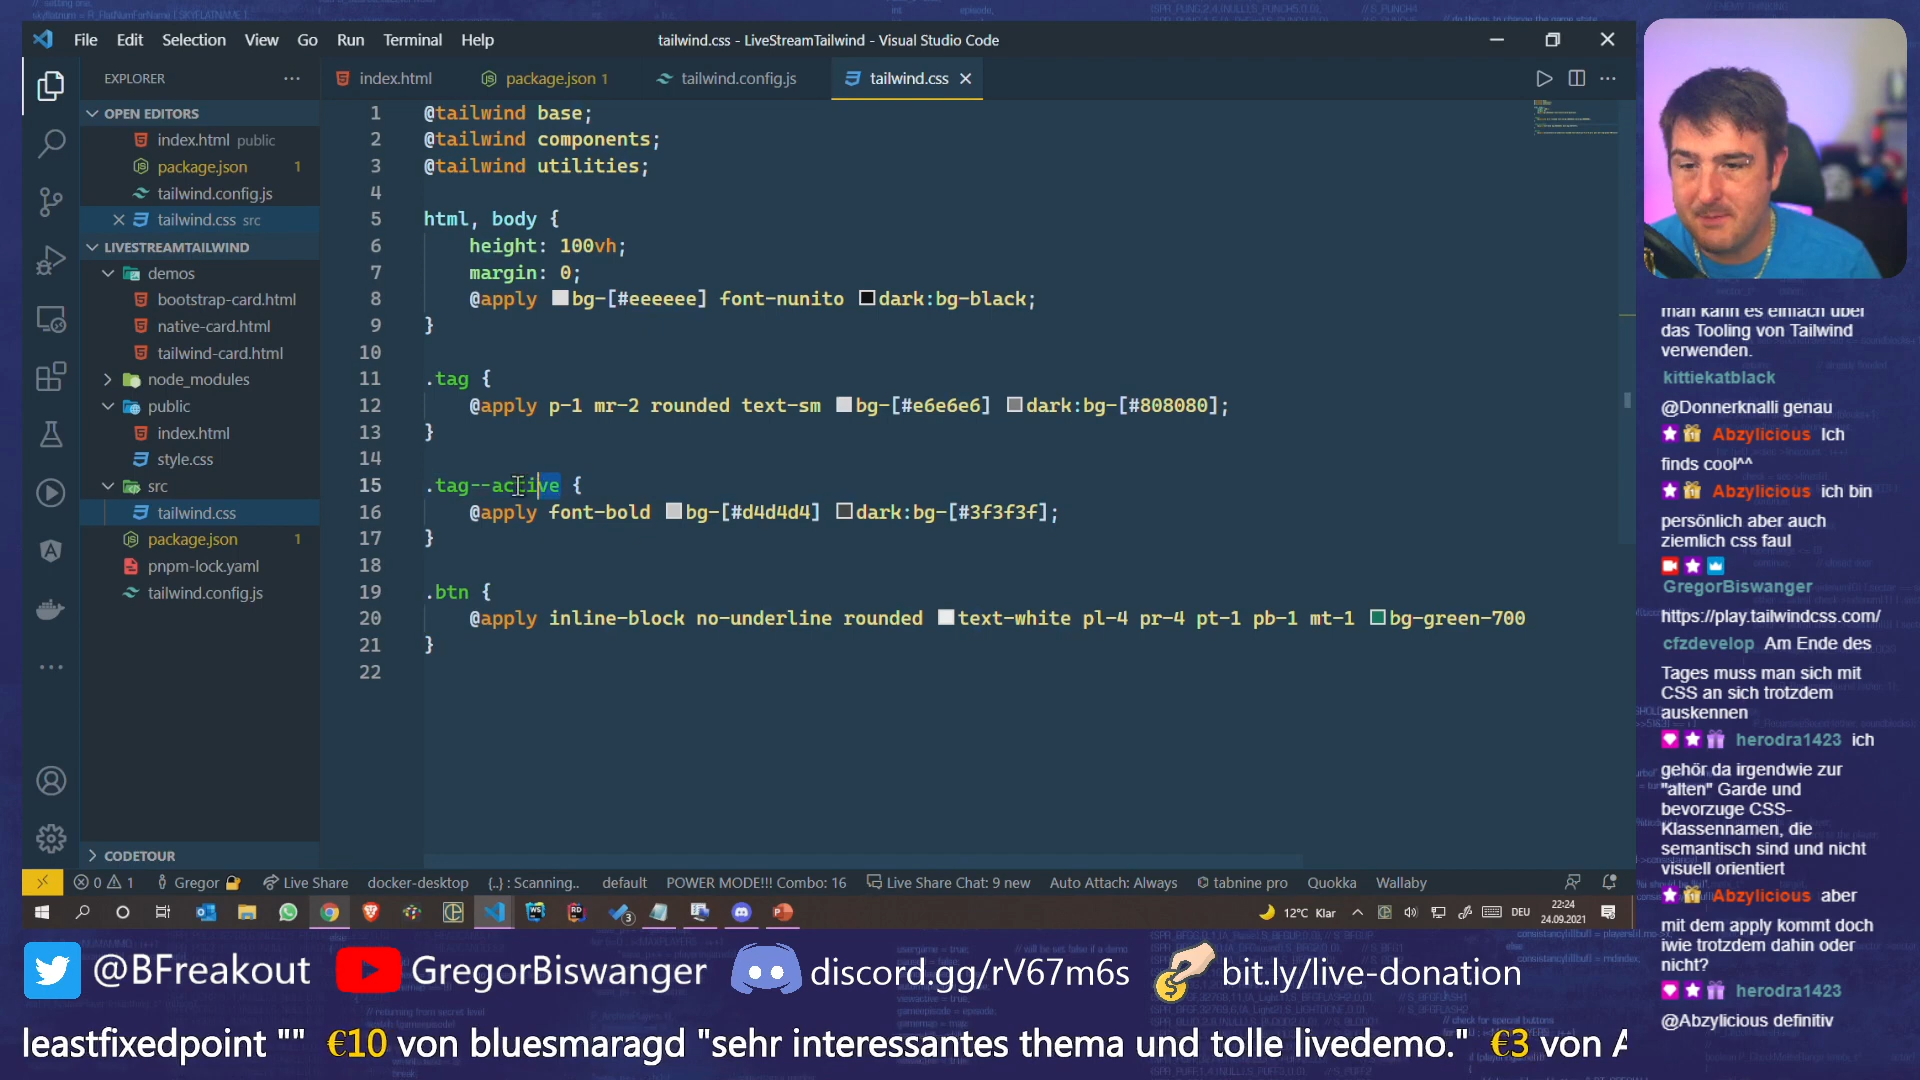 File Edit Selection View Go Run Terminal Help
tailwind.css - LiveStreamTailwind - Visual Studio Code
EXPLORER
index.html
package.json 1
tailwind.config.js
tailwind.css
OPEN EDITORS
index.html public
package.json 1
tailwind.config.js
tailwind.css src
LIVESTREAMTAILWIND
demos
bootstrap-card.html
native-card.html
tailwind-card.html
node_modules
public
index.html
style.css
src
tailwind.css
package.json 1
pnpm-lock.yaml
tailwind.config.js
CODETOUR
1 @tailwind base;
2 @tailwind components;
3 @tailwind utilities;
4
5 html, body {
6 height: 100vh;
7 margin: 0;
8 @apply bg-[#eeeeee] font-nunito dark:bg-black;
9 }
10
11 .tag {
12 @apply p-1 mr-2 rounded text-sm bg-[#e6e6e6] dark:bg-[#808080];
13 }
14
15 .tag--active {
16 @apply font-bold bg-[#d4d4d4] dark:bg-[#3f3f3f];
17 }
18
19 .btn {
20 @apply inline-block no-underline rounded text-white pl-4 pr-4 pt-1 pb-1 mt-1 bg-green-700
21 }
22
0 1 Gregor Live Share docker-desktop {..} : Scanning.. default POWER MODE!!! Combo: 16 Live Share Chat: 9 new Auto Attach: Always tabnine pro Quokka Wallaby
3
12°C Klar
DEU
22:24
24.09.2021
man kann es einfach über
das Tooling von Tailwind
verwenden.
kittiekatblack
@Donnerknalli genau
Abzylicious Ich
finds cool^^
Abzylicious ich bin
persönlich aber auch
ziemlich css faul
GregorBiswanger
https://play.tailwindcss.com/
cfzdevelop Am Ende des
Tages muss man sich mit
CSS an sich trotzdem
auskennen
herodra1423 ich
gehör da irgendwie zur
"alten" Garde und
bevorzuge CSS-
Klassennamen, die
semantisch sind und nicht
visuell orientiert
Abzylicious aber
mit dem apply kommt doch
iwie trotzdem dahin oder
nicht?
herodra1423
@Abzylicious definitiv
@BFreakout GregorBiswanger discord.gg/rV67m6s bit.ly/live-donation
leastfixedpoint "" €10 von bluesmaragd "sehr interessantes thema und tolle livedemo." €3 von A